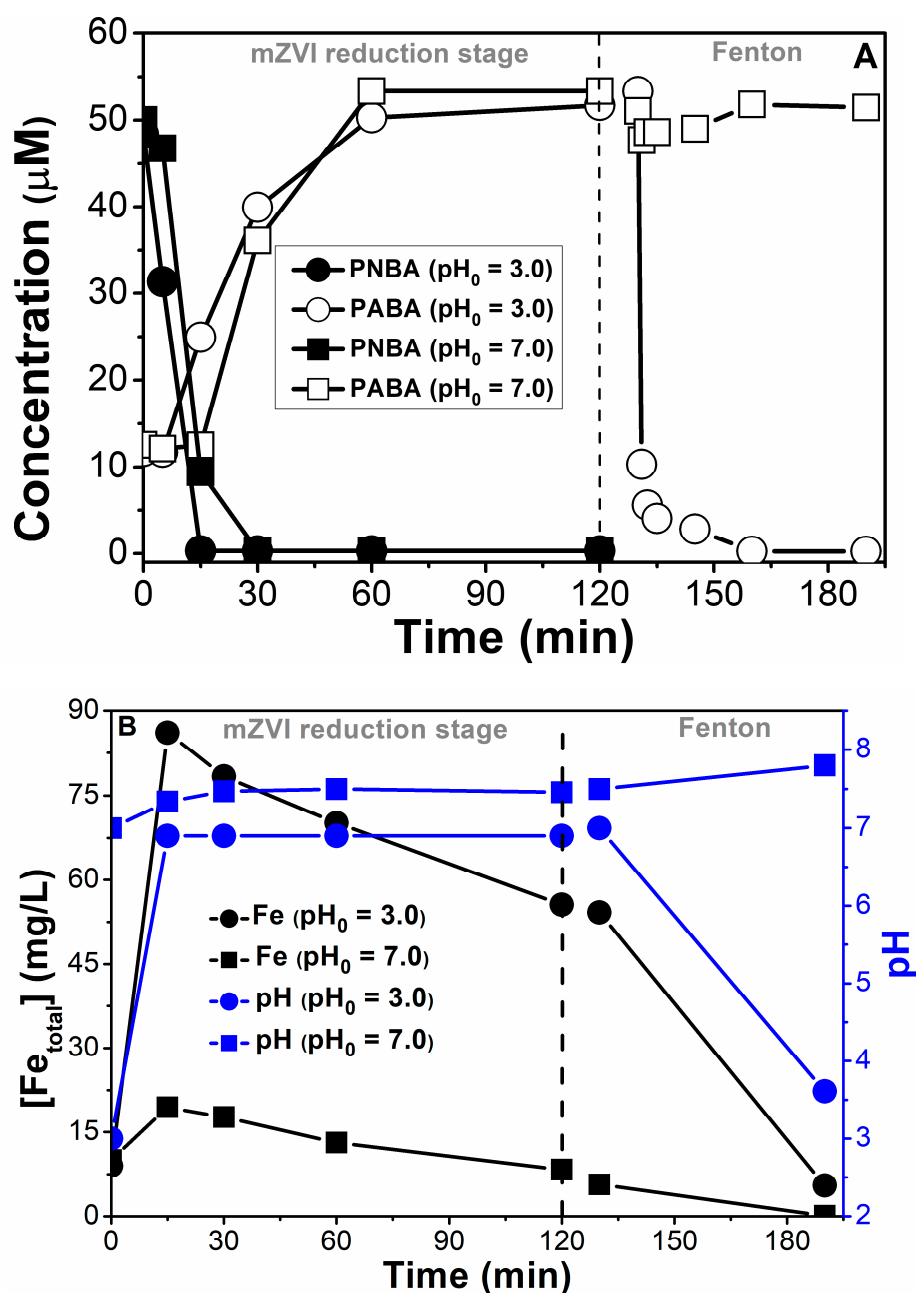 60
50
40
30
20
10
0
Concentration (μM)
mZVI reduction stage
Fenton
A
PNBA (pH0 = 3.0)
PABA (pH0 = 3.0)
PNBA (pH0 = 7.0)
PABA (pH0 = 7.0)
0 30 60 90 120 150 180
Time (min)
90
75
60
45
30
15
0
[Fetotal] (mg/L)
B
mZVI reduction stage
Fenton
Fe (pH0 = 3.0)
Fe (pH0 = 7.0)
pH (pH0 = 3.0)
pH (pH0 = 7.0)
8
7
6
5
4
3
2
pH
0 30 60 90 120 150 180
Time (min)